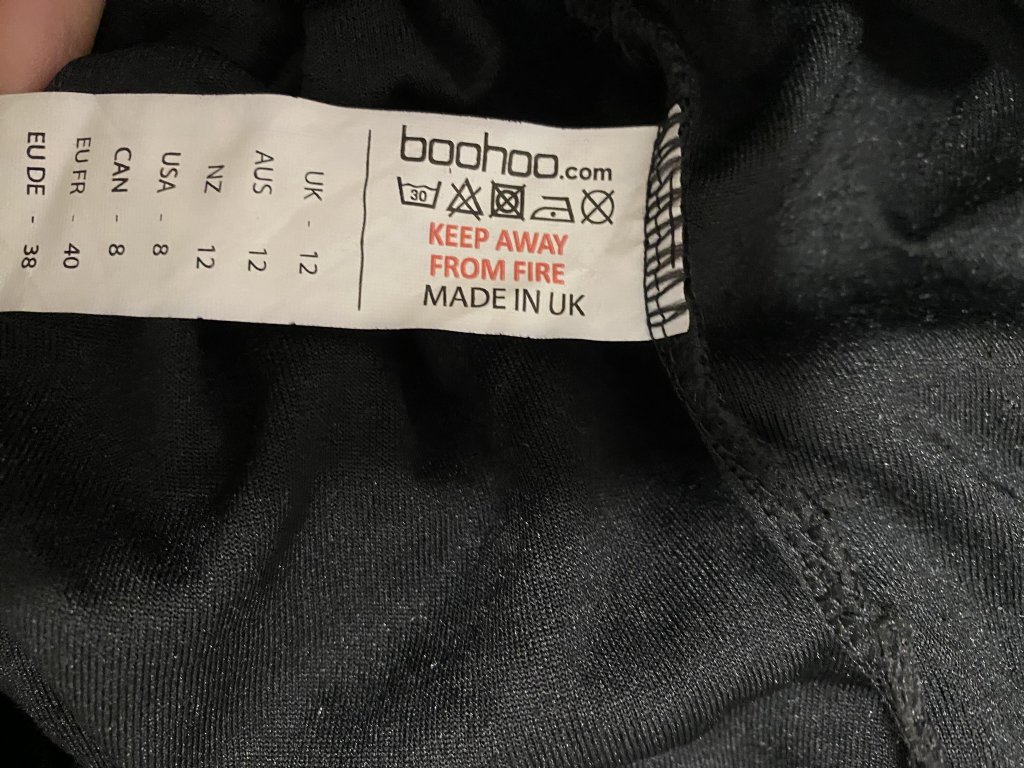 boohoo.com
30
KEEP AWAY
FROM FIRE
MADE IN UK
UK - 12
AUS 12
NZ 12
USA - 8
CAN - 8
EU FR - 40
EU DE - 38